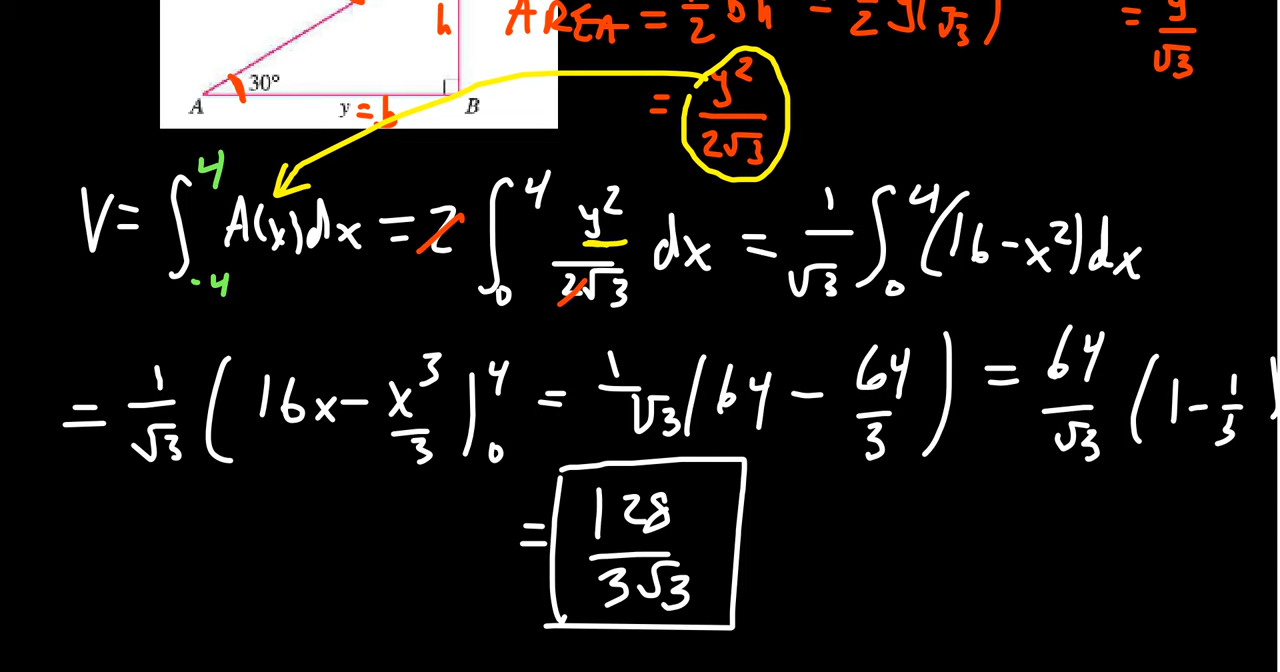 h AREA = 1/2 bh = 1/2 y(y/√3) = y/√3
30°
A y = b B
= y²/2√3
V = ∫₋₄⁴ A(x)dx = 2 ∫₀⁴ y²/2√3 dx = 1/√3 ∫₀⁴ (16 - x²)dx
= 1/√3 (16x - x³/3 |₀⁴ = 1/√3 (64 - 64/3) = 64/√3 (1 - 1/3)
= 128/3√3